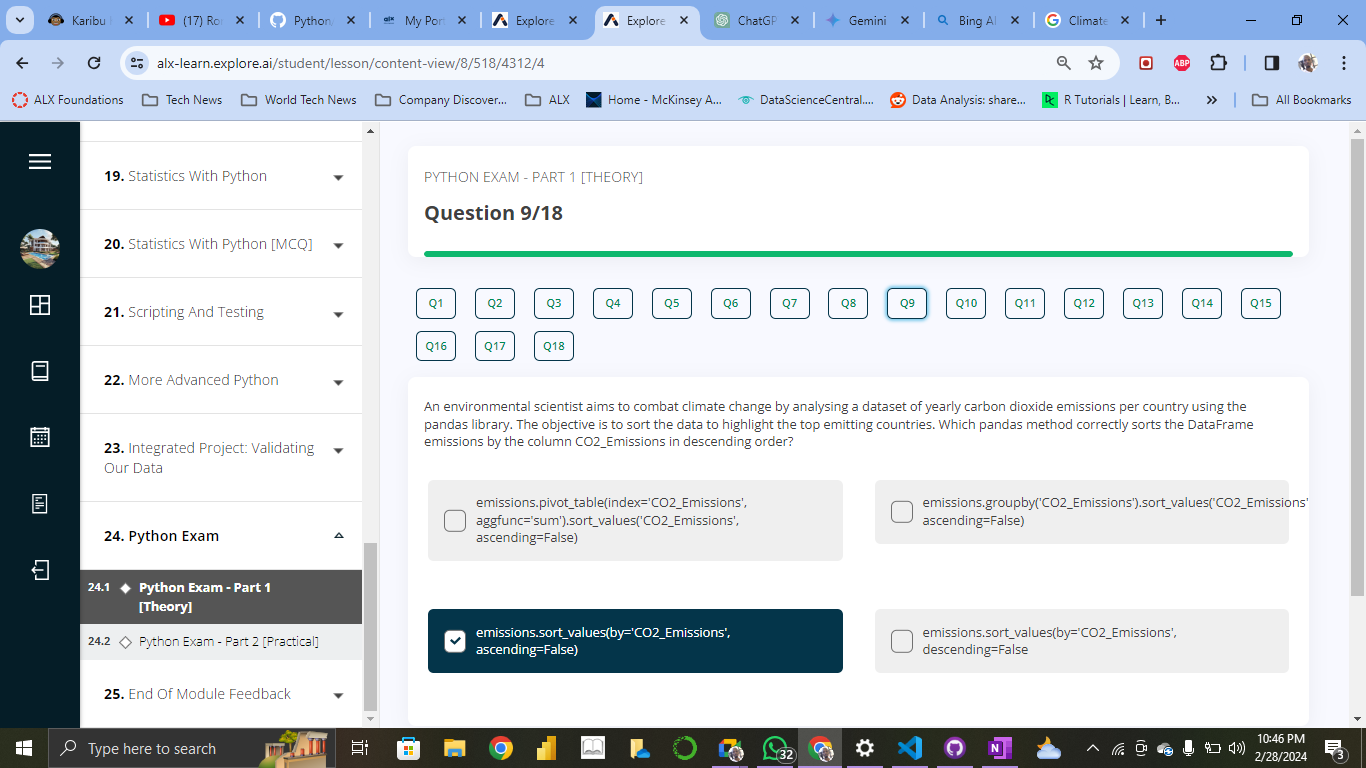 Karibu
(17) Ro
Python
My Por
Explore
Explore
ChatGP
Gemini
Bing AI
Climate
alx-learn.explore.ai/student/lesson/content-view/8/518/4312/4
ABP
ALX Foundations
Tech News
World Tech News
Company Discover...
ALX
Home - McKinsey A...
DataScienceCentral....
Data Analysis: share...
R Tutorials | Learn, B...
»
All Bookmarks
19. Statistics With Python
20. Statistics With Python [MCQ]
21. Scripting And Testing
22. More Advanced Python
23. Integrated Project: Validating
Our Data
24. Python Exam
24.1 Python Exam - Part 1
[Theory]
24.2 Python Exam - Part 2 [Practical]
25. End Of Module Feedback
PYTHON EXAM - PART 1 [THEORY]
Question 9/18
Q1 Q2 Q3 Q4 Q5 Q6 Q7 Q8 Q9 Q10 Q11 Q12 Q13 Q14 Q15
Q16 Q17 Q18
An environmental scientist aims to combat climate change by analysing a dataset of yearly carbon dioxide emissions per country using the
pandas library. The objective is to sort the data to highlight the top emitting countries. Which pandas method correctly sorts the DataFrame
emissions by the column CO2_Emissions in descending order?
emissions.pivot_table(index='CO2_Emissions',
aggfunc='sum').sort_values('CO2_Emissions',
ascending=False)
emissions.groupby('CO2_Emissions').sort_values('CO2_Emissions'
ascending=False)
emissions.sort_values(by='CO2_Emissions',
ascending=False)
emissions.sort_values(by='CO2_Emissions',
descending=False
Type here to search
32
10:46 PM
2/28/2024
3